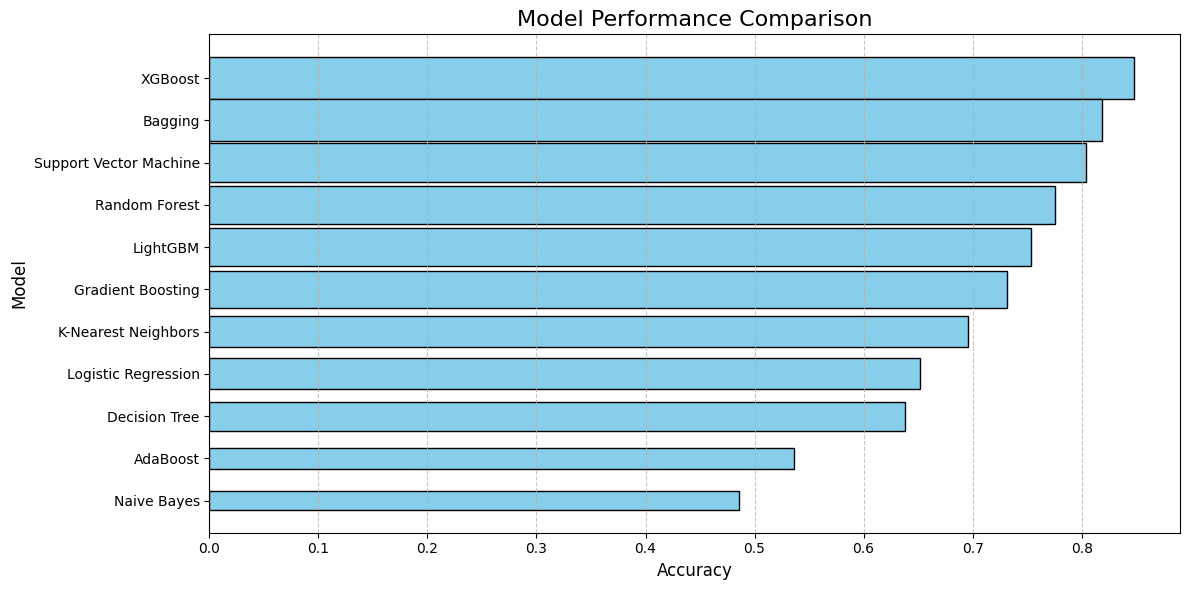 Model Performance Comparison
XGBoost
Bagging
Support Vector Machine
Random Forest
LightGBM
Gradient Boosting
K-Nearest Neighbors
Logistic Regression
Decision Tree
AdaBoost
Naive Bayes
Model
0.0 0.1 0.2 0.3 0.4 0.5 0.6 0.7 0.8
Accuracy